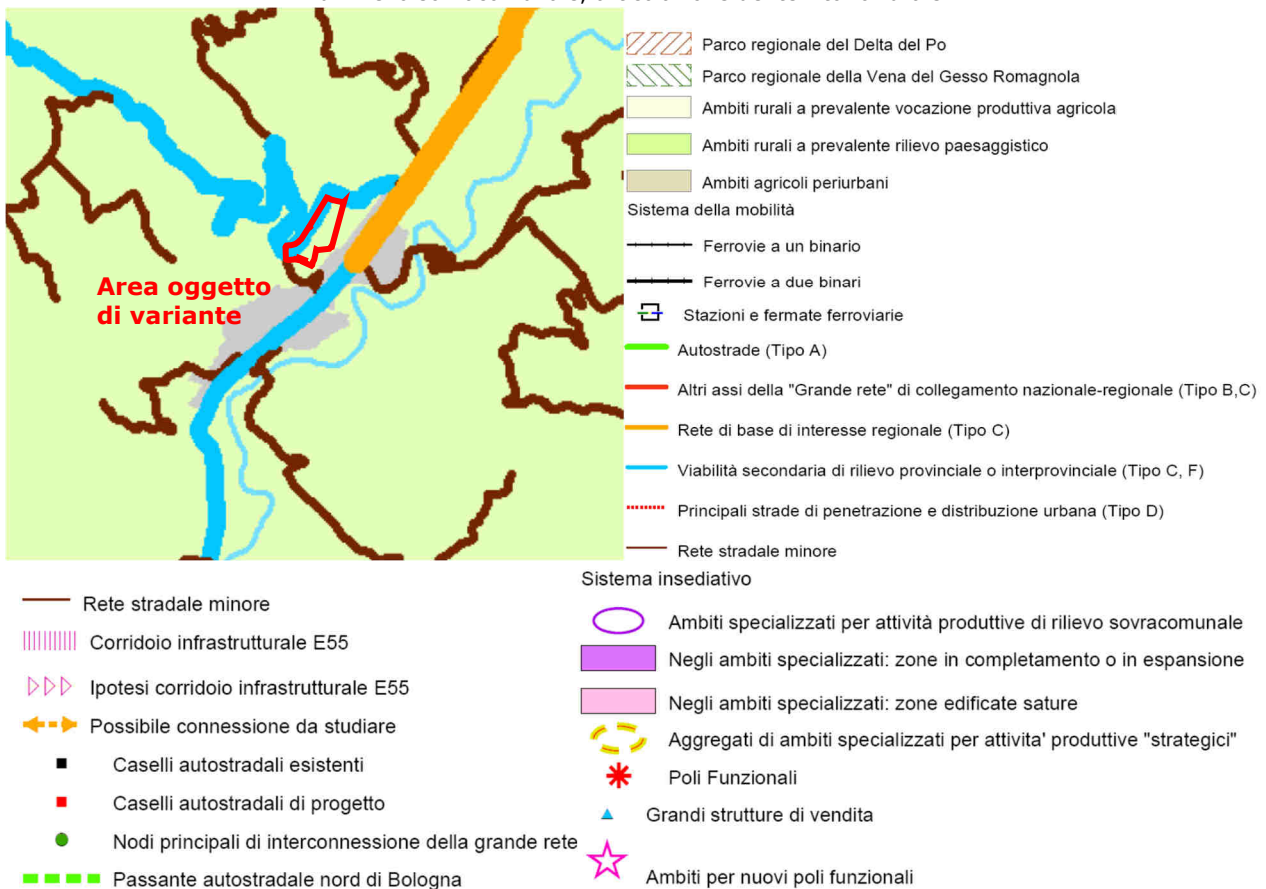 Area oggetto
di variante
Parco regionale del Delta del Po
Parco regionale della Vena del Gesso Romagnola
Ambiti rurali a prevalente vocazione produttiva agricola
Ambiti rurali a prevalente rilievo paesaggistico
Ambiti agricoli periurbani
Sistema della mobilità
Ferrovie a un binario
Ferrovie a due binari
Stazioni e fermate ferroviarie
Autostrade (Tipo A)
Altri assi della "Grande rete" di collegamento nazionale-regionale (Tipo B,C)
Rete di base di interesse regionale (Tipo C)
Viabilità secondaria di rilievo provinciale o interprovinciale (Tipo C, F)
Principali strade di penetrazione e distribuzione urbana (Tipo D)
Rete stradale minore
Rete stradale minore
Corridoio infrastrutturale E55
Ipotesi corridoio infrastrutturale E55
Possibile connessione da studiare
Caselli autostradali esistenti
Caselli autostradali di progetto
Nodi principali di interconnessione della grande rete
Passante autostradale nord di Bologna
Sistema insediativo
Ambiti specializzati per attività produttive di rilievo sovracomunale
Negli ambiti specializzati: zone in completamento o in espansione
Negli ambiti specializzati: zone edificate sature
Aggregati di ambiti specializzati per attivita' produttive "strategici"
Poli Funzionali
Grandi strutture di vendita
Ambiti per nuovi poli funzionali